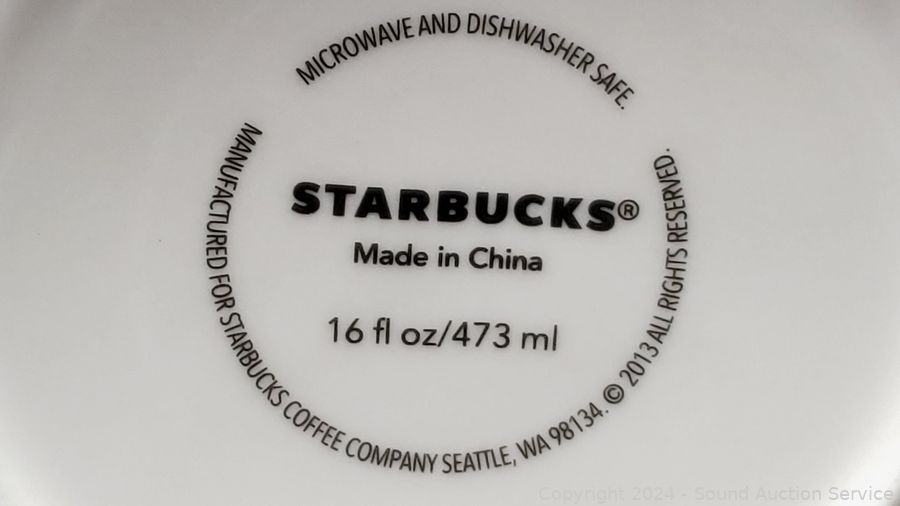 MICROWAVE AND DISHWASHER SAFE.
STARBUCKS®
Made in China
16 fl oz/473 ml
MANUFACTURED FOR STARBUCKS COFFEE COMPANY SEATTLE, WA 98134. © 2013 ALL RIGHTS RESERVED.
Copyright 2024 - Sound Auction Service